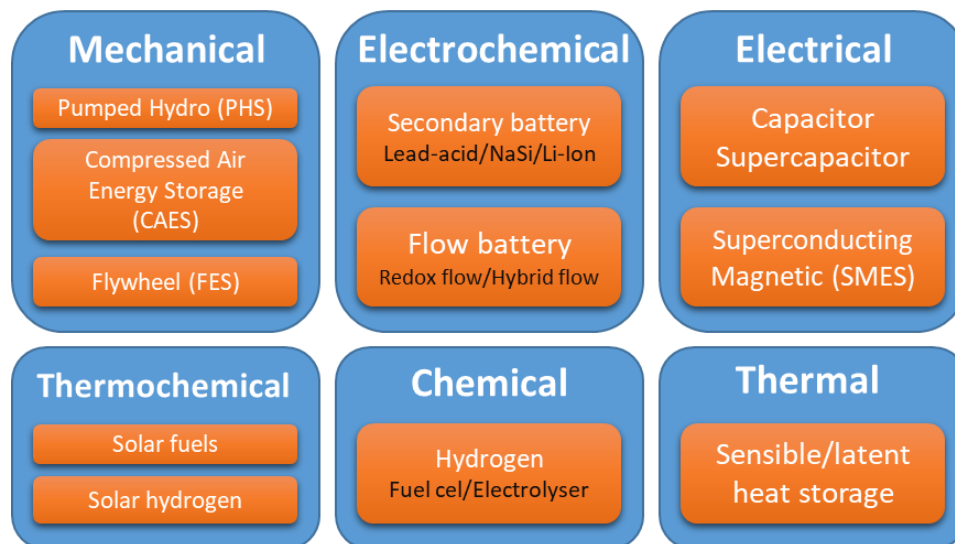 Mechanical
Pumped Hydro (PHS)
Compressed Air
Energy Storage
(CAES)
Flywheel (FES)
Electrochemical
Secondary battery
Lead-acid/NaSi/Li-Ion
Flow battery
Redox flow/Hybrid flow
Electrical
Capacitor
Supercapacitor
Superconducting
Magnetic (SMES)
Thermochemical
Solar fuels
Solar hydrogen
Chemical
Hydrogen
Fuel cel/Electrolyser
Thermal
Sensible/latent
heat storage